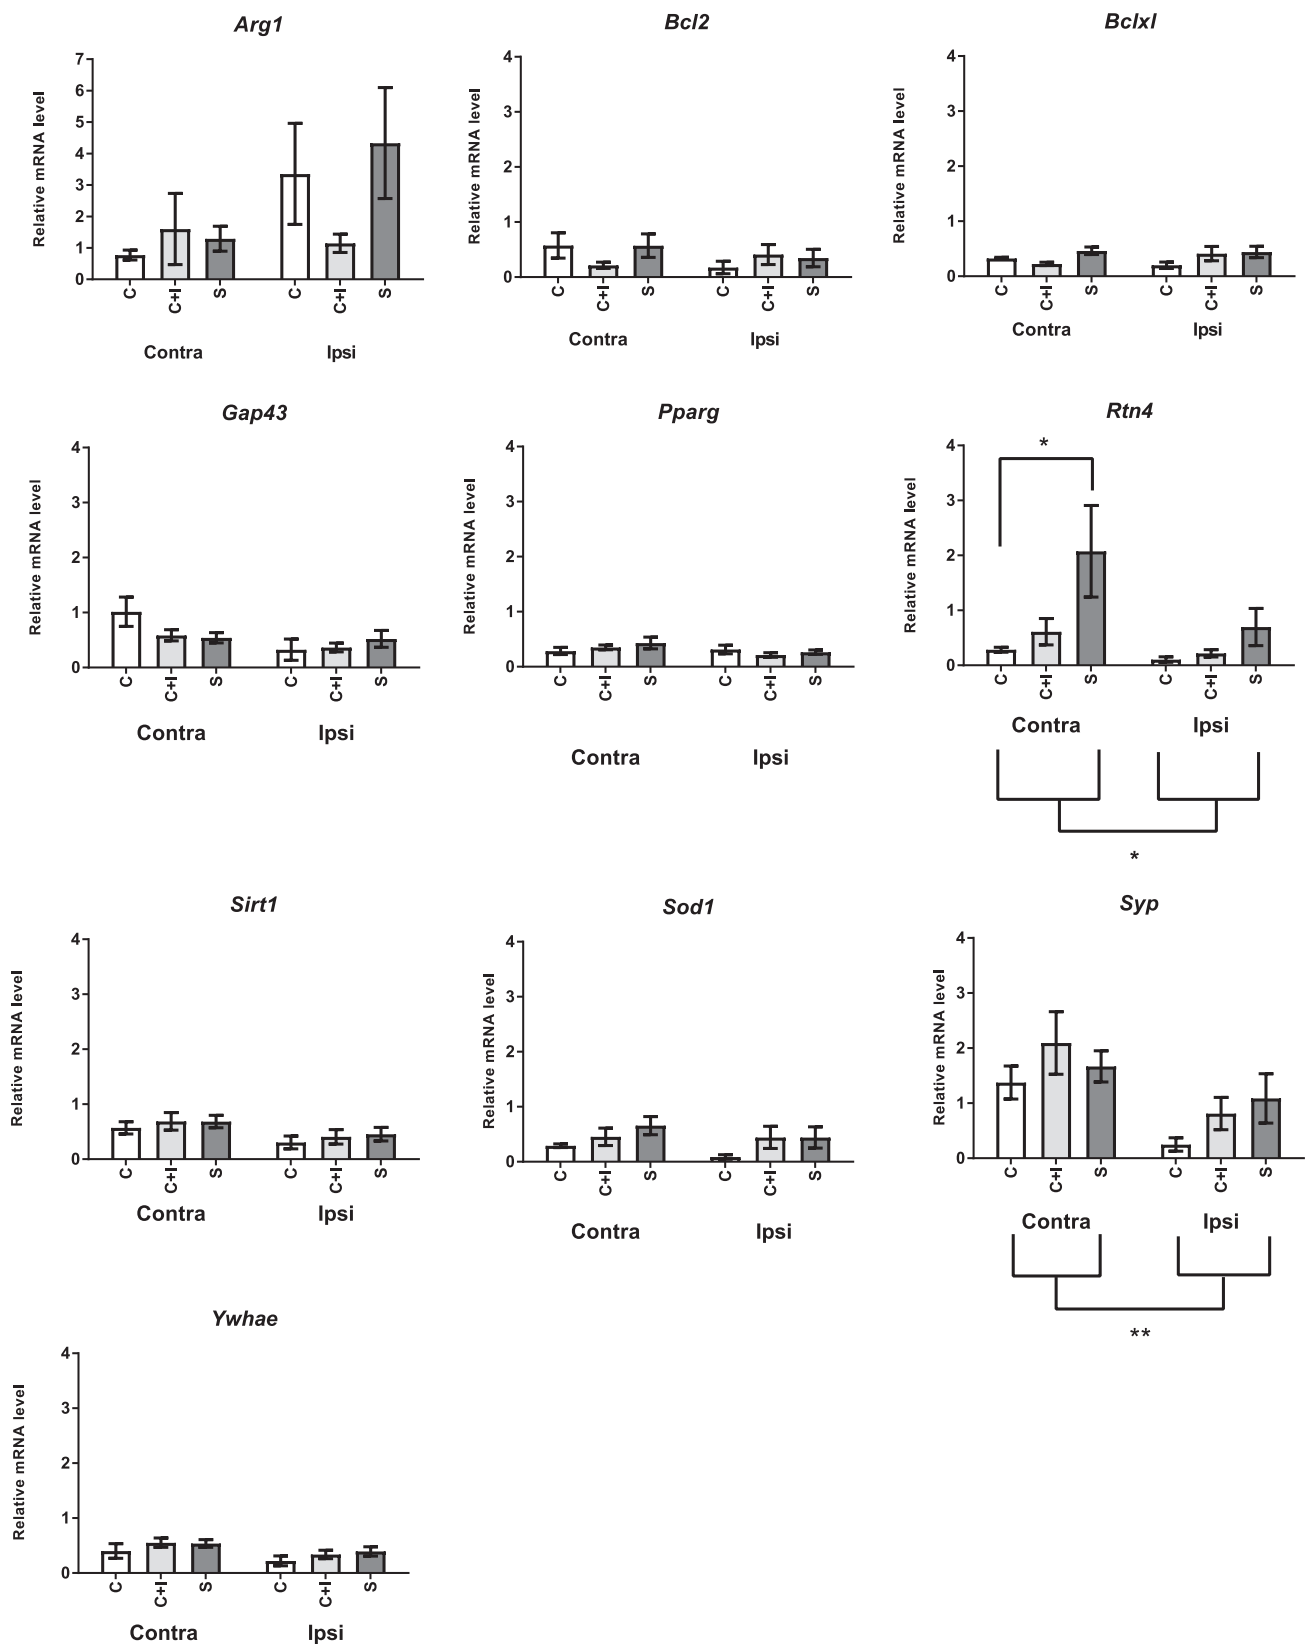 Arg1
Relative mRNA level
7
6
5
4
3
2
1
0
C
C+I
S
C
C+I
S
Contra
Ipsi
Bcl2
Relative mRNA level
4
3
2
1
0
C
C+I
S
C
C+I
S
Contra
Ipsi
Bclxl
Relative mRNA level
4
3
2
1
0
C
C+I
S
C
C+I
S
Contra
Ipsi
Gap43
Relative mRNA level
4
3
2
1
0
C
C+I
S
C
C+I
S
Contra
Ipsi
Pparg
Relative mRNA level
4
3
2
1
0
C
C+I
S
C
C+I
S
Contra
Ipsi
Rtn4
Relative mRNA level
4
3
2
1
0
*
C
C+I
S
C
C+I
S
Contra
Ipsi
*
Sirt1
Relative mRNA level
4
3
2
1
0
C
C+I
S
C
C+I
S
Contra
Ipsi
Sod1
Relative mRNA level
4
3
2
1
0
C
C+I
S
C
C+I
S
Contra
Ipsi
Syp
Relative mRNA level
4
3
2
1
0
C
C+I
S
C
C+I
S
Contra
Ipsi
**
Ywhae
Relative mRNA level
4
3
2
1
0
C
C+I
S
C
C+I
S
Contra
Ipsi